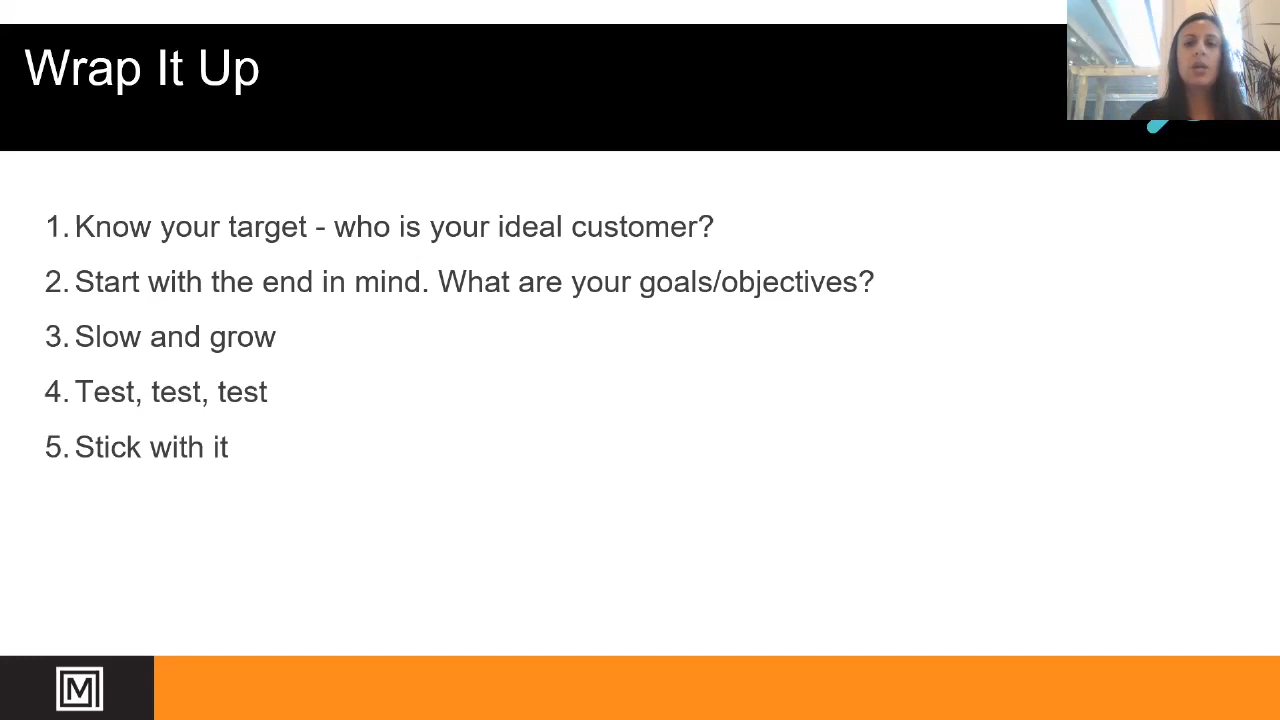 Wrap It Up
1. Know your target - who is your ideal customer?
2. Start with the end in mind. What are your goals/objectives?
3. Slow and grow
4. Test, test, test
5. Stick with it
M